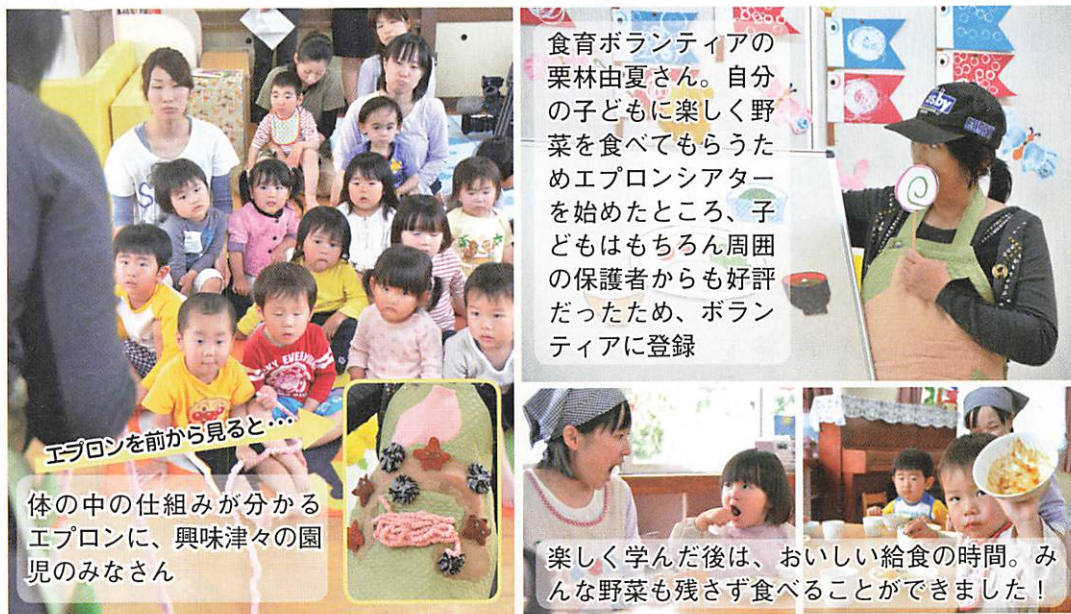 エプロンを前から見ると・・・
体の中の仕組みが分かる
エプロンに、興味津々の園
児のみなさん
食育ボランティアの
栗林由夏さん。自分
の子どもに楽しく野
菜を食べてもらうた
めエプロンシアター
を始めたところ、子
どもはもちろん周囲
の保護者からも好評
だったため、ボラン
ティアに登録
楽しく学んだ後は、おいしい給食の時間。み
んな野菜も残さず食べることができました！